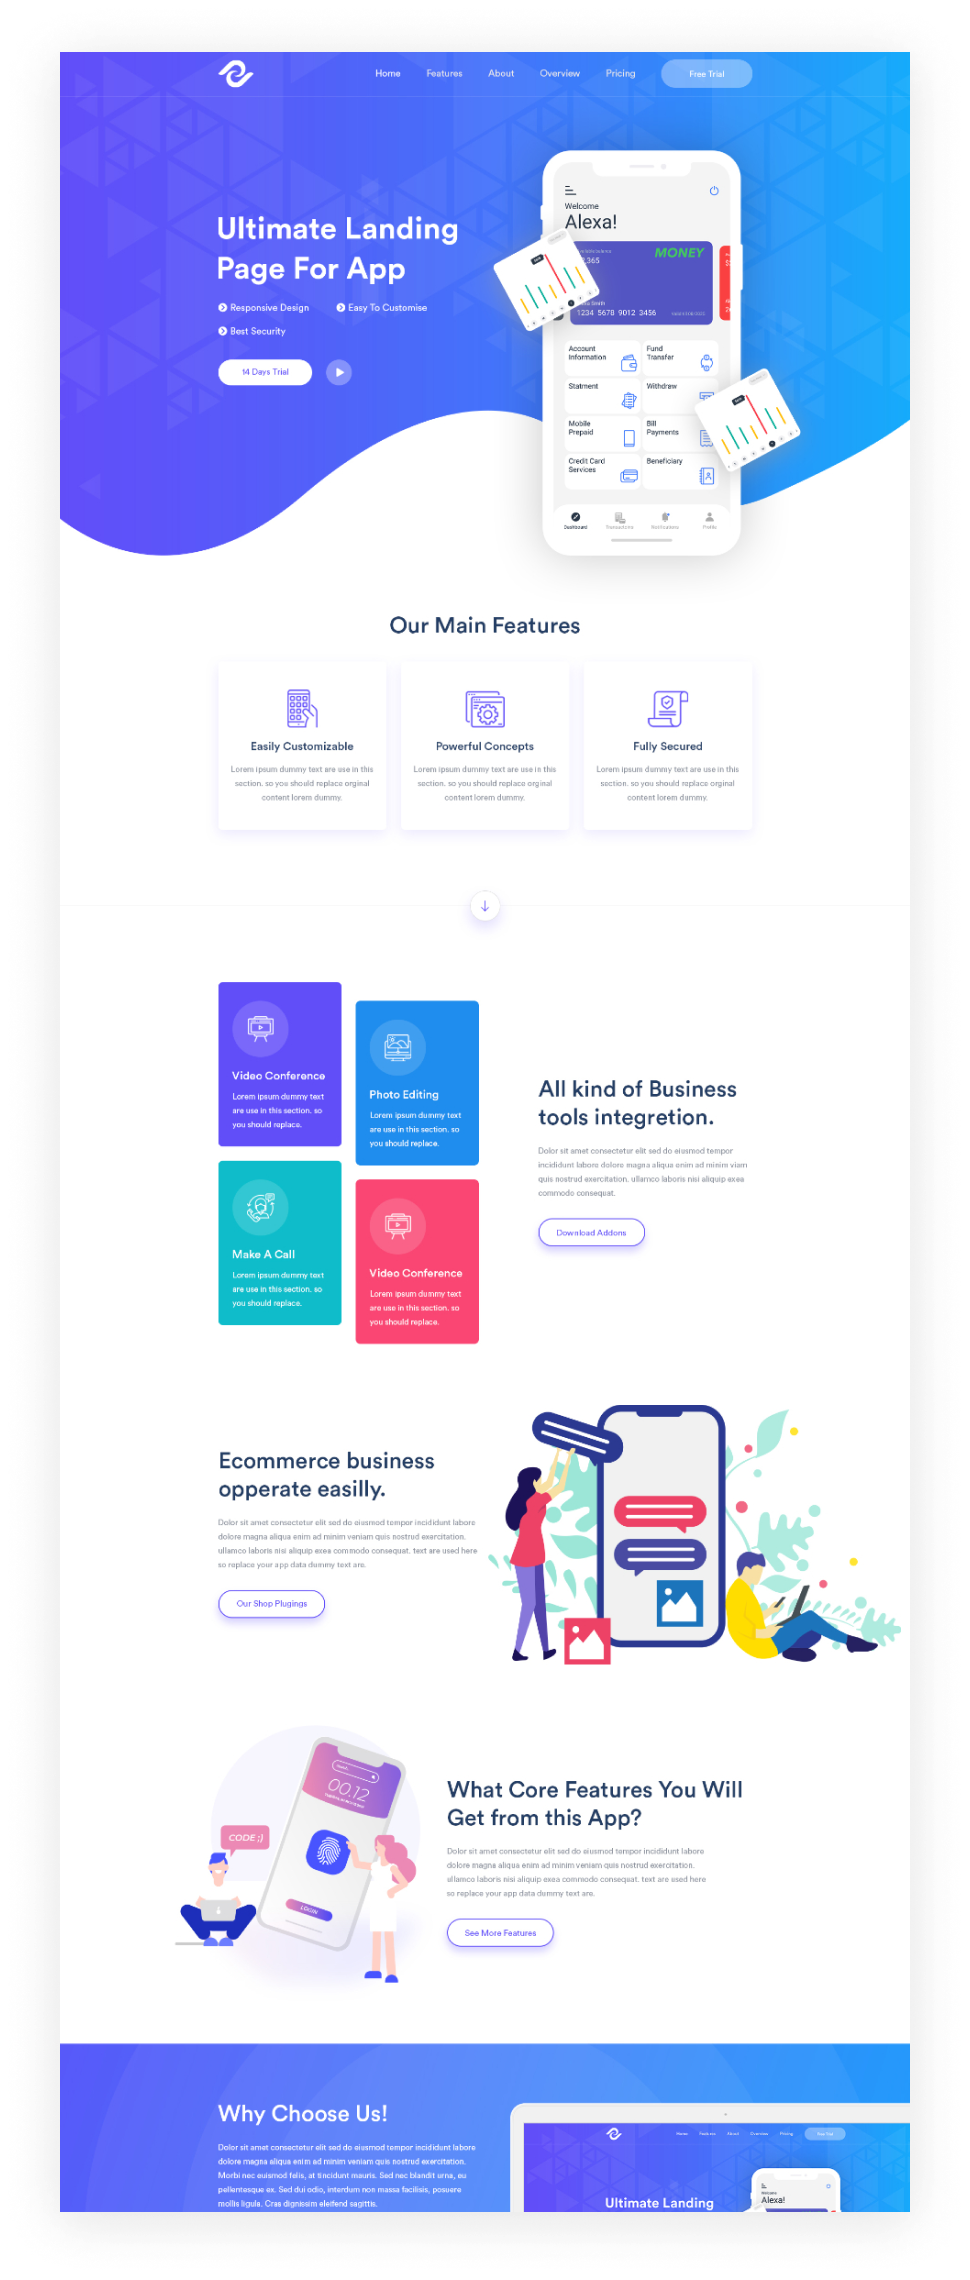 Home Features About Overview Pricing Free Trial
Ultimate Landing
Page For App
Responsive Design Easy To Customise
Best Security
14 Days Trial
Welcome
Alexa!
MONEY
1234 5678 9012 3456
Account
Information
Fund
Transfer
Statment
Withdraw
Mobile
Prepaid
Bill
Payments
Credit Card
Services
Beneficiary
Dashboard Transactions Notifications Profile
Our Main Features
Easily Customizable
Lorem ipsum dummy text are use in this
section. so you should replace orginal
content lorem dummy.
Powerful Concepts
Lorem ipsum dummy text are use in this
section. so you should replace orginal
content lorem dummy.
Fully Secured
Lorem ipsum dummy text are use in this
section. so you should replace orginal
content lorem dummy.
Video Conference
Lorem ipsum dummy text
are use in this section. so
you should replace.
Photo Editing
Lorem ipsum dummy text
are use in this section. so
you should replace.
Make A Call
Lorem ipsum dummy text
are use in this section. so
you should replace.
Video Conference
Lorem ipsum dummy text
are use in this section. so
you should replace.
All kind of Business
tools integretion.
Dolor sit amet consectetur elit sed do eiusmod tempor
incididunt labore dolore magna aliqua enim ad minim viam
quis nostrud exercitation. ullamco laboris nisi aliquip exea
commodo consequat.
Download Addons
Ecommerce business
opperate easilly.
Dolor sit amet consectetur elit sed do eiusmod tempor incididunt labore
dolore magna aliqua enim ad minim veniam quis nostrud exercitation.
ullamco laboris nisi aliquip exea commodo consequat. text are used here
so replace your app data dummy text are.
Our Shop Plugings
00.12
CODE ;)
LOGIN
What Core Features You Will
Get from this App?
Dolor sit amet consectetur elit sed do eiusmod tempor incididunt labore
dolore magna aliqua enim ad minim veniam quis nostrud exercitation.
ullamco laboris nisi aliquip exea commodo consequat. text are used here
so replace your app data dummy text are.
See More Features
Why Choose Us!
Dolor sit amet consectetur elit sed do eiusmod tempor incididunt labore
dolore magna aliqua enim ad minim veniam quis nostrud exercitation.
Morbi nec euismod felis, at tincidunt mauris. Sed nec blandit urna, eu
pellentesque ex. Sed dui odio, interdum non massa facilisis, posuere
mollis ligula. Cras dignissim eleifend sagittis.
Home Features About Overview Pricing Free Trial
Ultimate Landing
Welcome
Alexa!